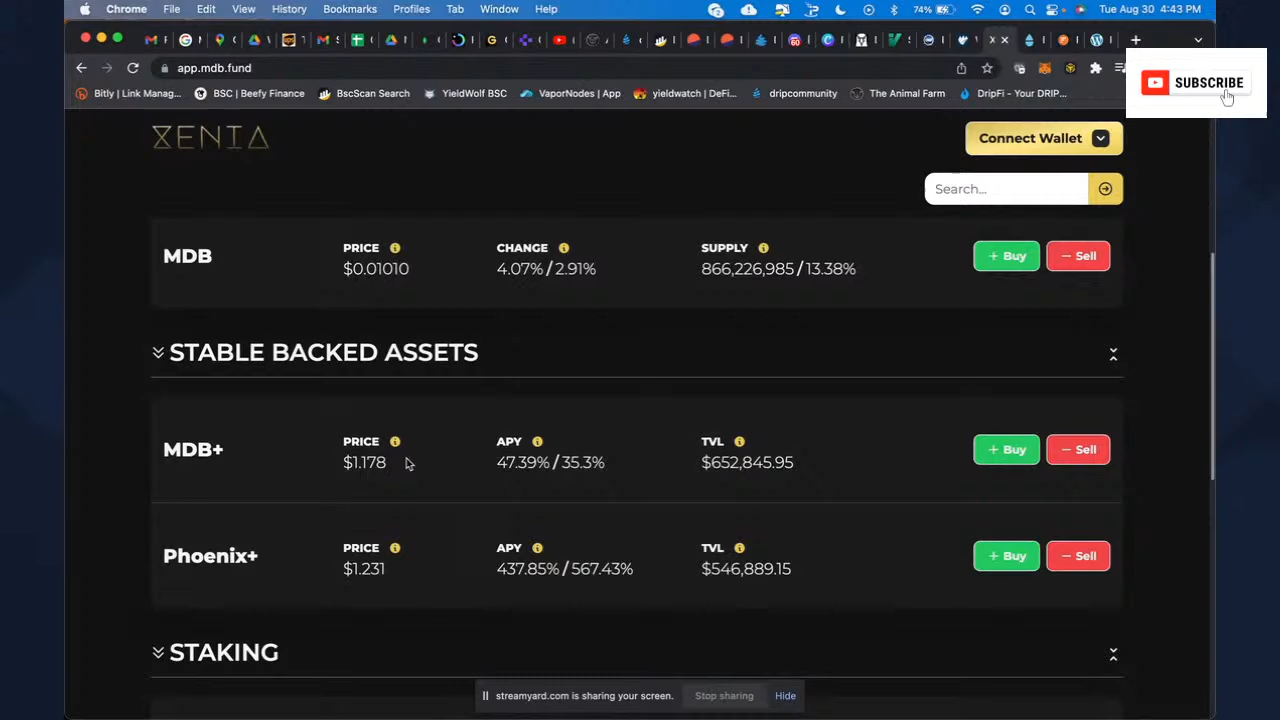 Chrome File Edit View History Bookmarks Profiles Tab Window Help 74% Tue Aug 30 4:43 PM
app.mdb.fund
SUBSCRIBE
Bitly | Link Manag... BSC | Beefy Finance BscScan Search YieldWolf BSC VaporNodes | App yieldwatch | DeFi... dripcommunity The Animal Farm DripFi - Your DRIP...
XENIA
Connect Wallet
Search...
MDB
PRICE CHANGE SUPPLY
$0.01010 4.07% / 2.91% 866,226,985 / 13.38%
+ Buy − Sell
STABLE BACKED ASSETS
MDB+
PRICE APY TVL
$1.178 47.39% / 35.3% $652,845.95
+ Buy − Sell
Phoenix+
PRICE APY TVL
$1.231 437.85% / 567.43% $546,889.15
+ Buy − Sell
STAKING
streamyard.com is sharing your screen. Stop sharing Hide